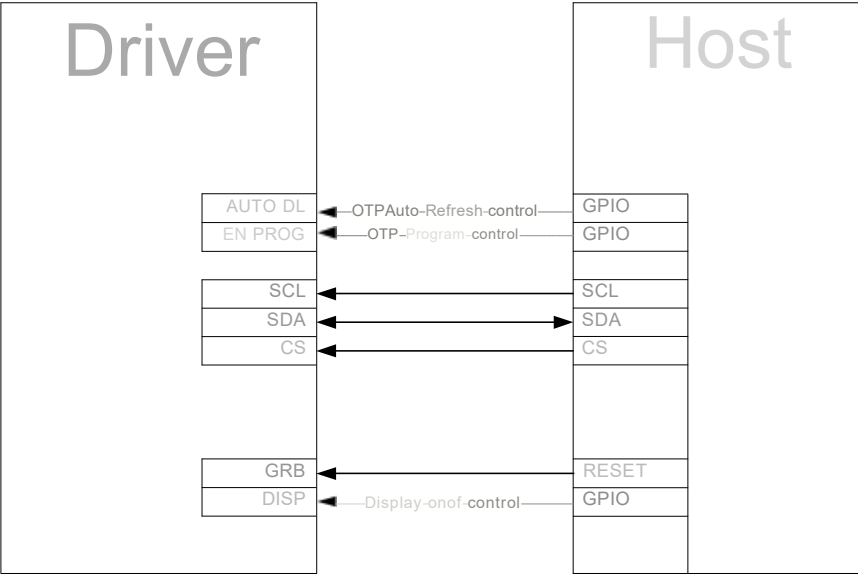 Driver Host
AUTO DL OTPAuto-Refresh-control GPIO
EN PROG OTP-Program-control GPIO
SCL SCL
SDA SDA
CS CS
GRB RESET
DISP Display-onof-control GPIO